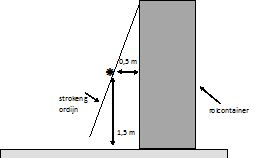 0,5 m
strokeng
ordijn
rolcontainer
1,5 m